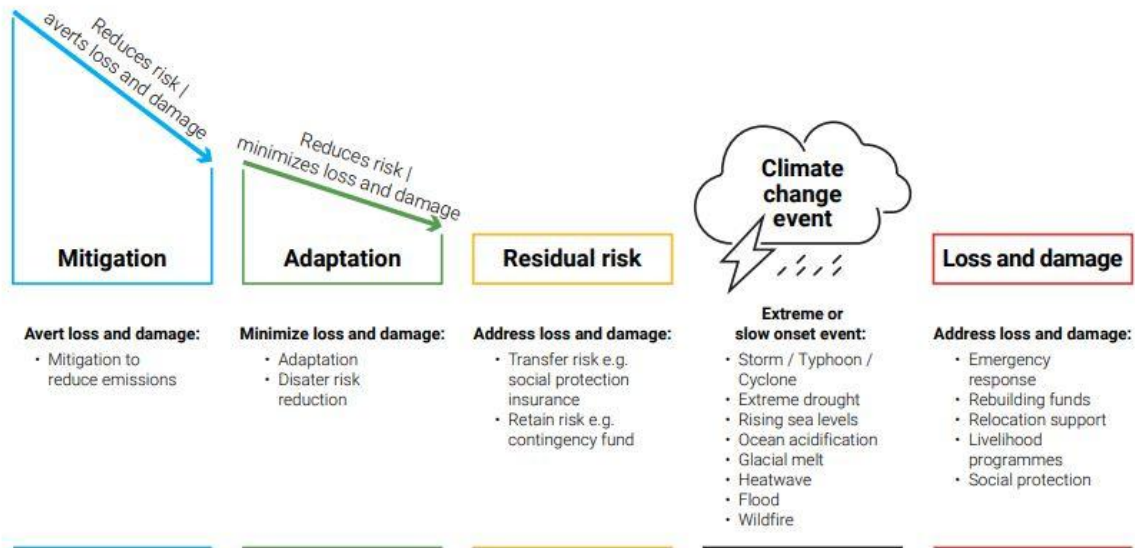 Reduces risk |
averts loss and damage
Reduces risk |
minimizes loss and damage
Mitigation
Adaptation
Residual risk
Climate
change
event
Loss and damage
Avert loss and damage:
• Mitigation to
reduce emissions
Minimize loss and damage:
• Adaptation
• Disater risk
reduction
Address loss and damage:
• Transfer risk e.g.
social protection
insurance
• Retain risk e.g.
contingency fund
Extreme or
slow onset event:
• Storm / Typhoon /
Cyclone
• Extreme drought
• Rising sea levels
• Ocean acidification
• Glacial melt
• Heatwave
• Flood
• Wildfire
Address loss and damage:
• Emergency
response
• Rebuilding funds
• Relocation support
• Livelihood
programmes
• Social protection